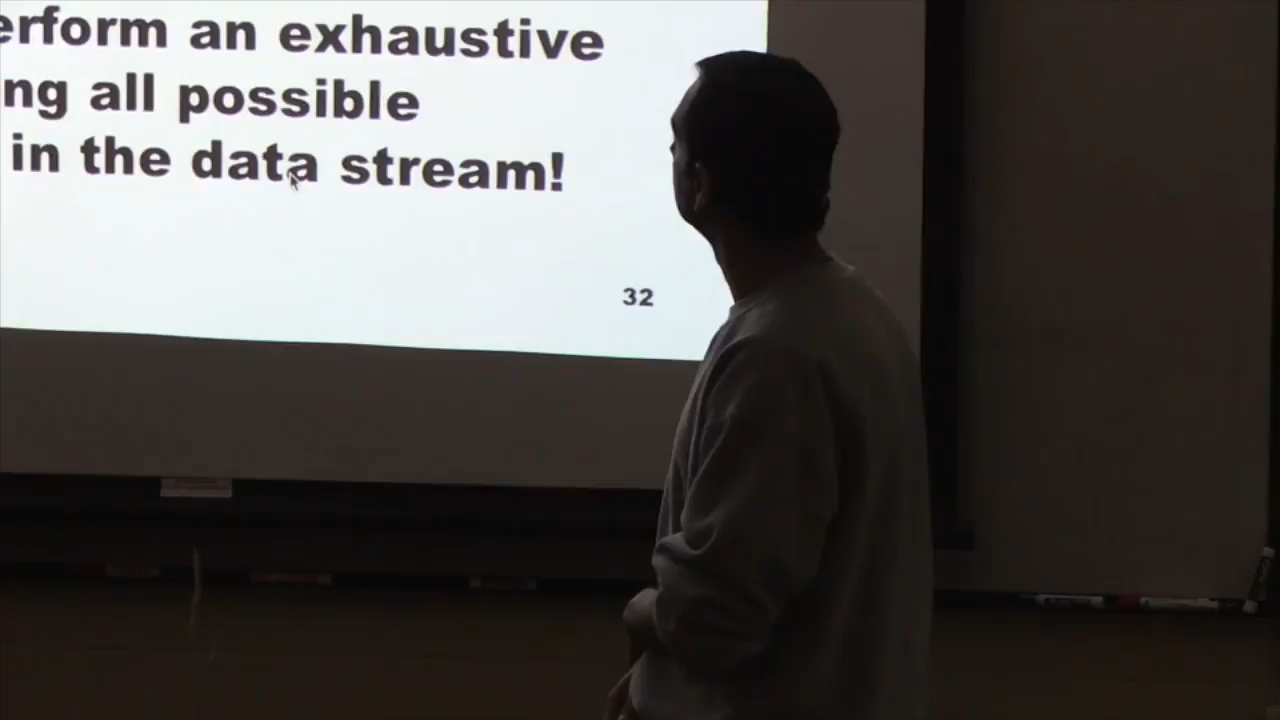 erform an exhaustive
ng all possible
in the data stream!
32